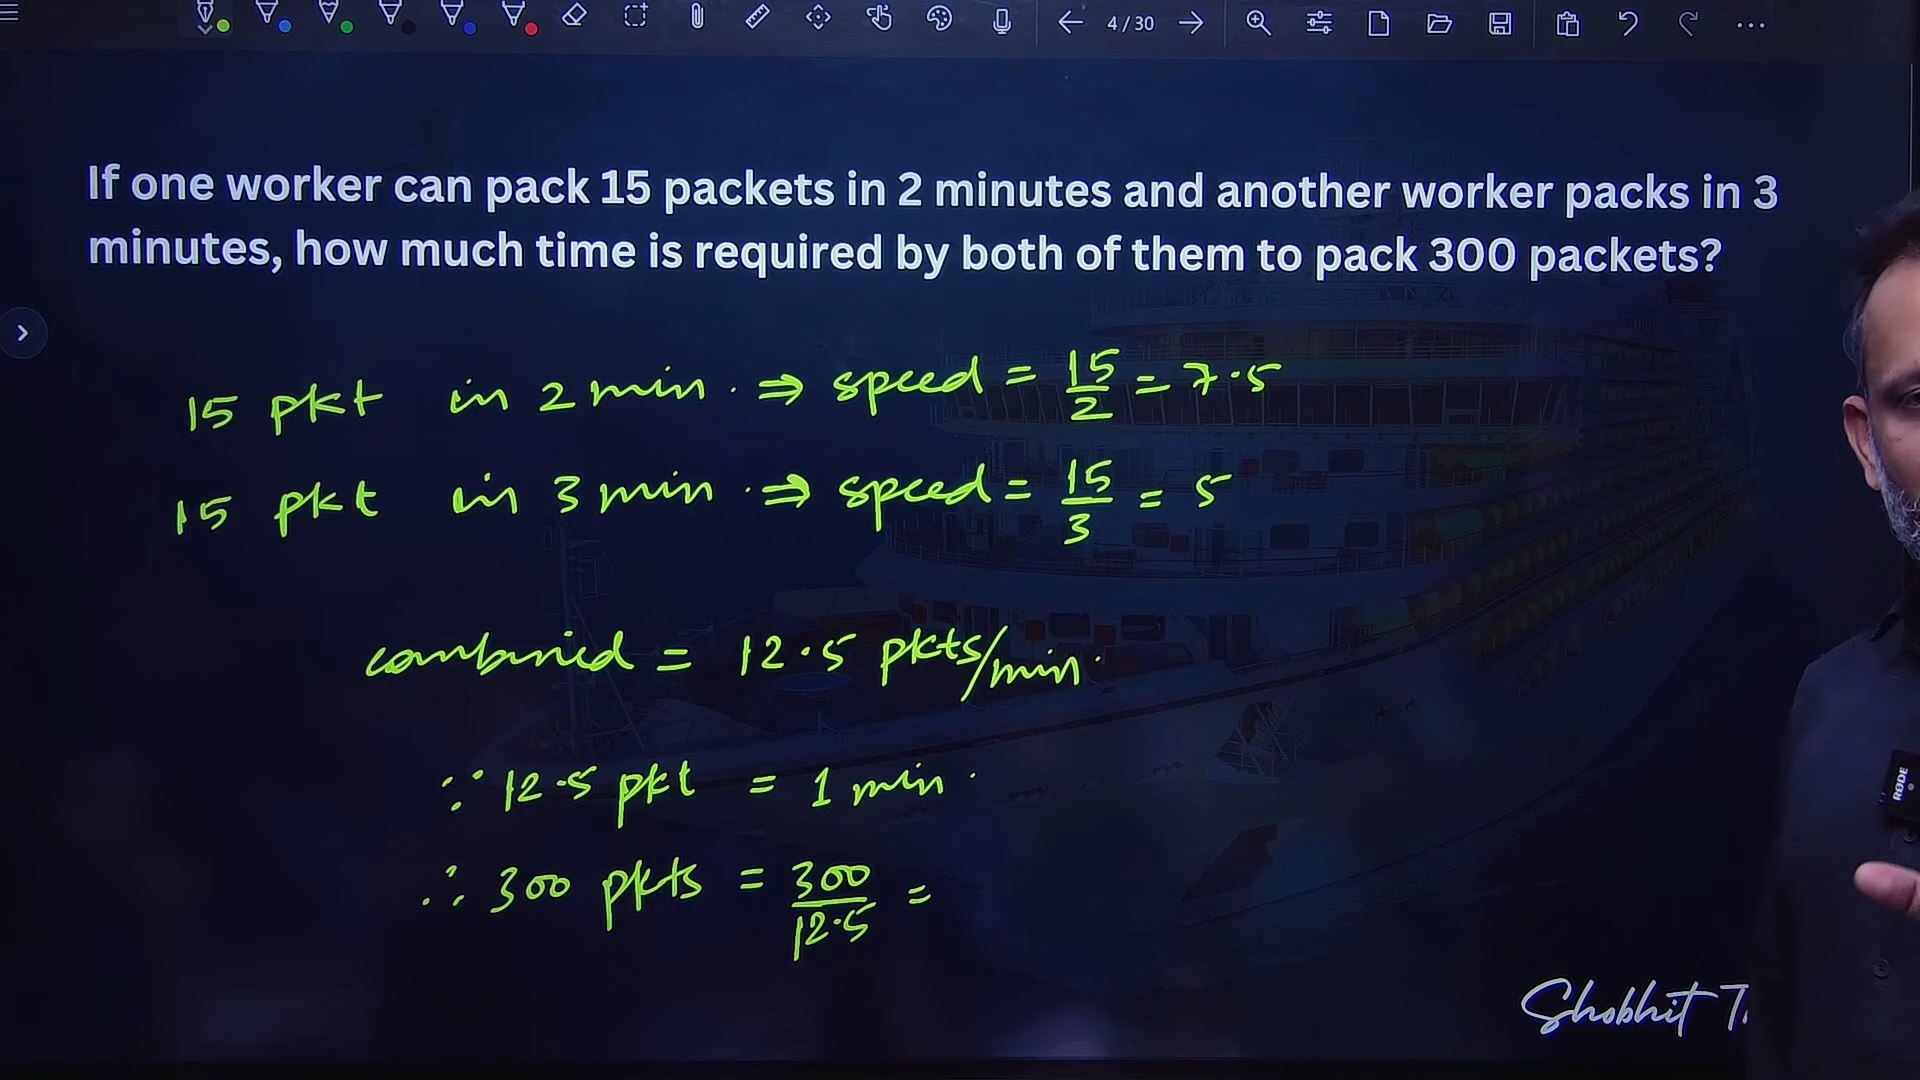 4 / 30
If one worker can pack 15 packets in 2 minutes and another worker packs in 3
minutes, how much time is required by both of them to pack 300 packets?
15 pkt in 2 min. ⇒ speed = 15/2 = 7.5
15 pkt in 3 min. ⇒ speed = 15/3 = 5
combined = 12.5 pkts/min.
∵ 12.5 pkt = 1 min.
∴ 300 pkts = 300/12.5 =
RØDE
Shobhit